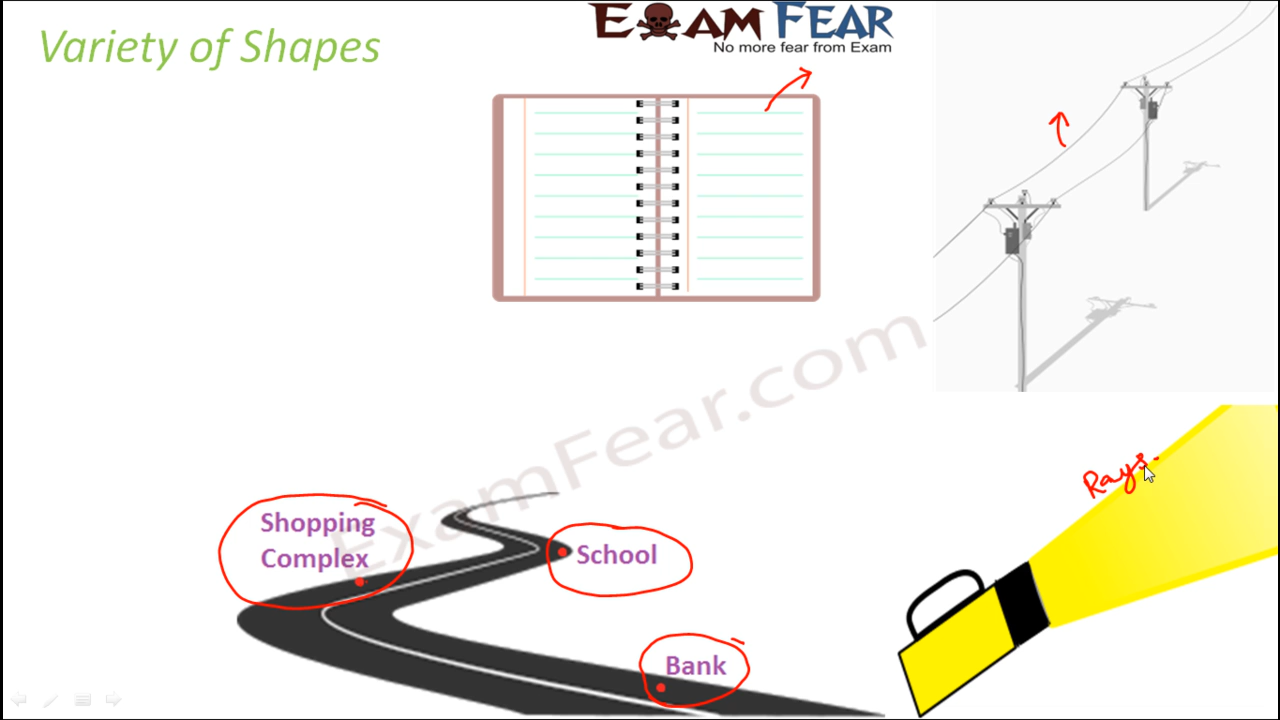 Variety of Shapes
EXAM FEAR
No more fear from Exam
ExamFear.com
Rays
Shopping
Complex
School
Bank